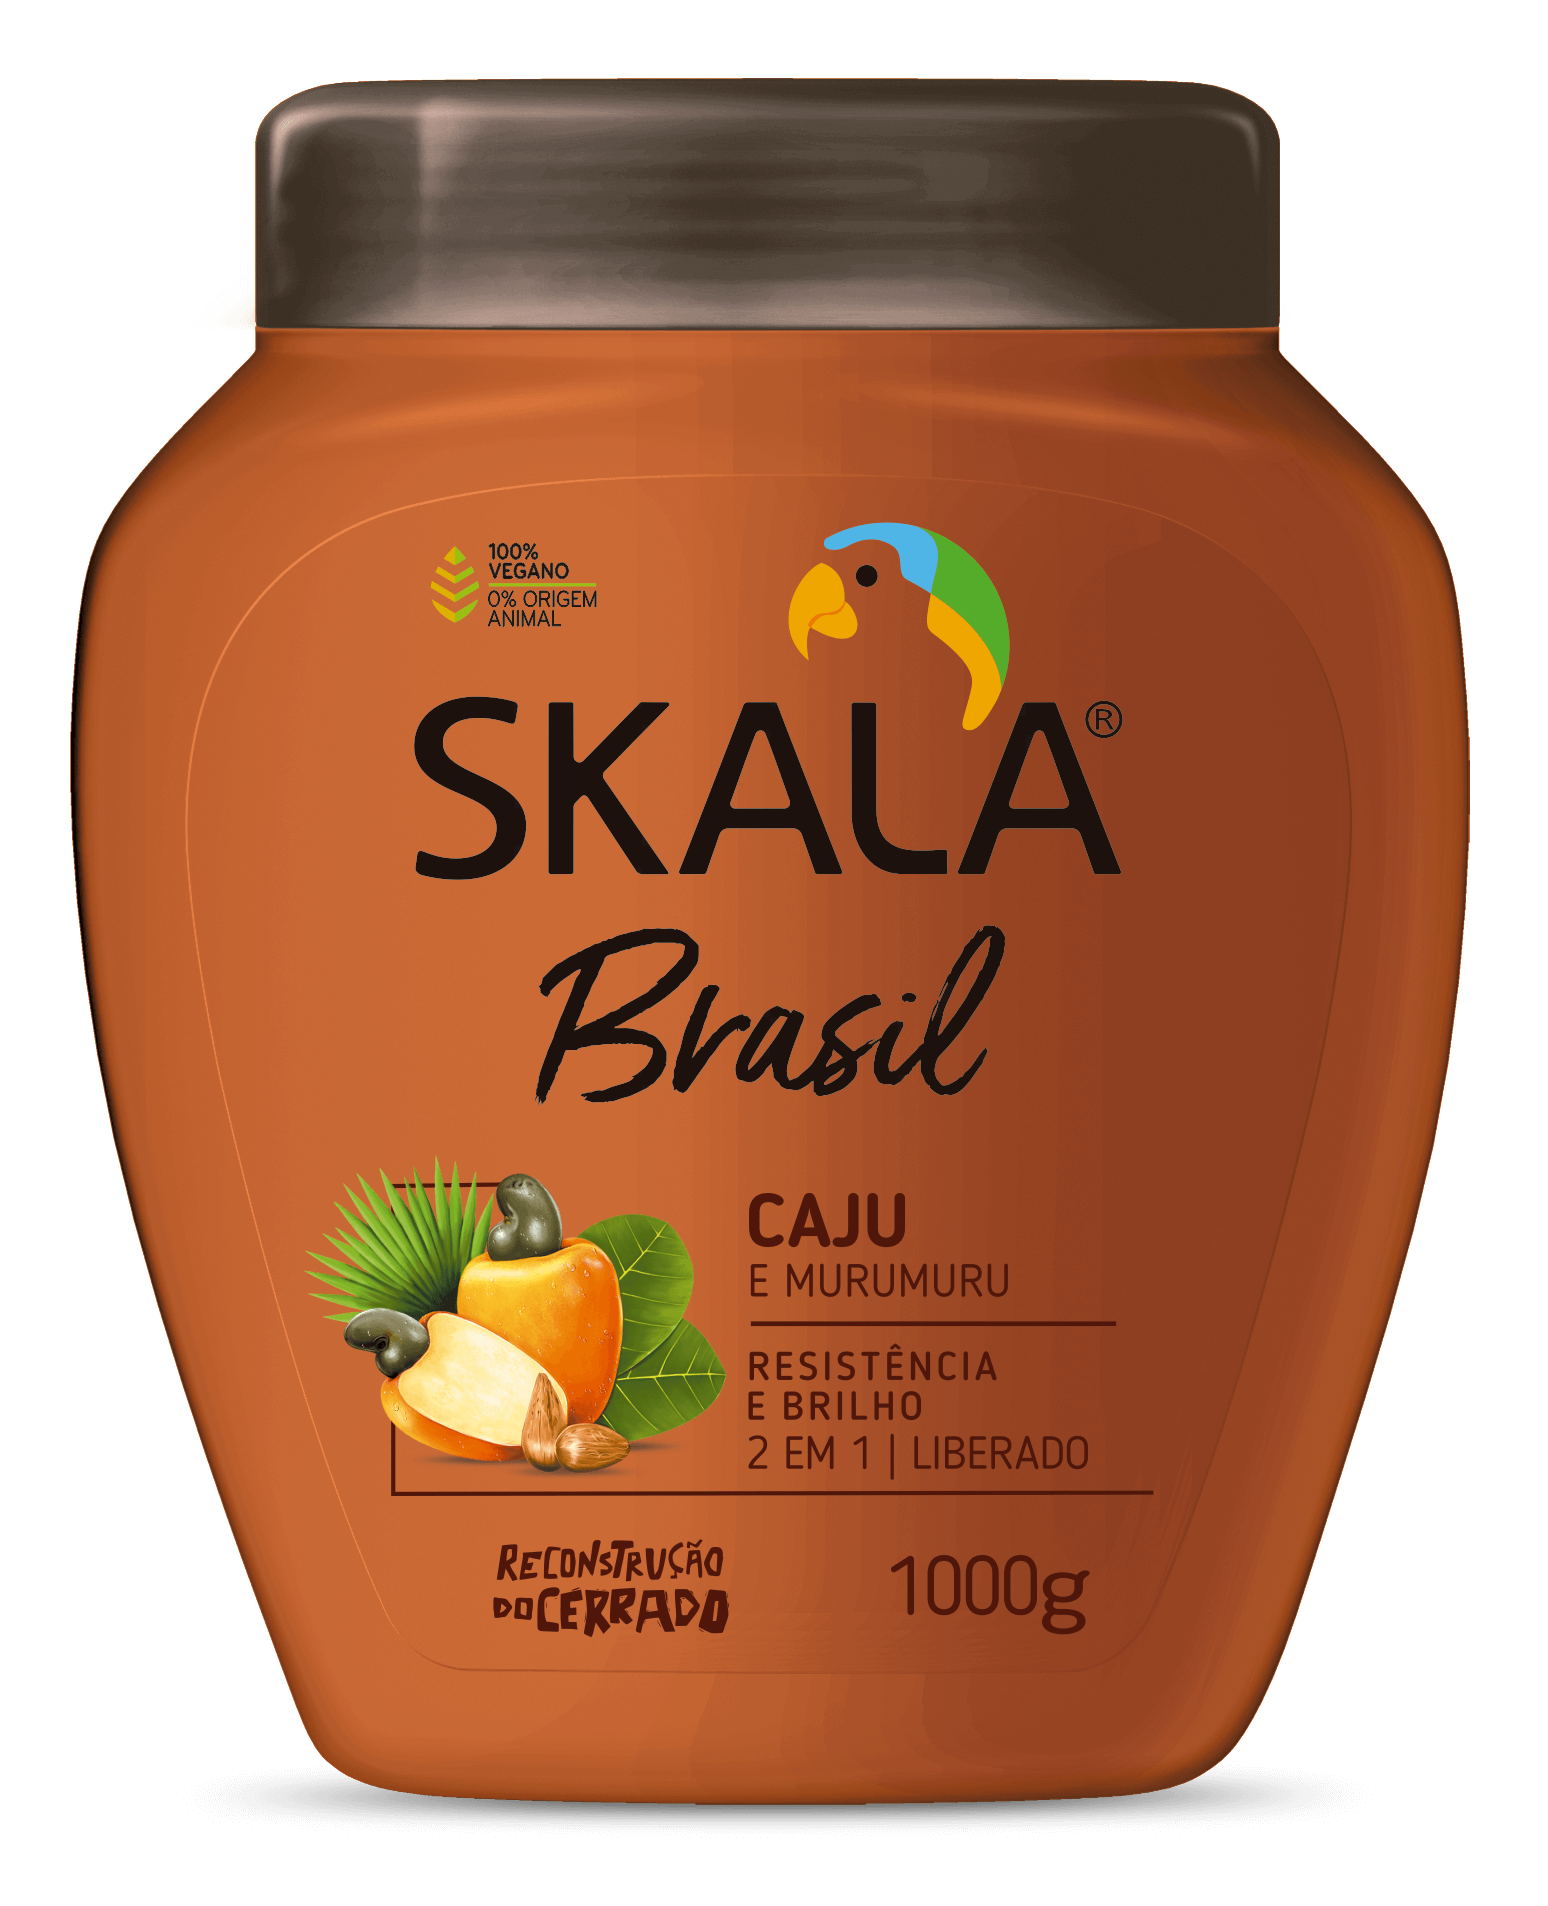 100%
VEGANO
0% ORIGEM
ANIMAL
SKALA®
Brasil
CAJU
E MURUMURU
RESISTÊNCIA
E BRILHO
2 EM 1 | LIBERADO
RECONSTRUÇÃO
DO CERRADO
1000g